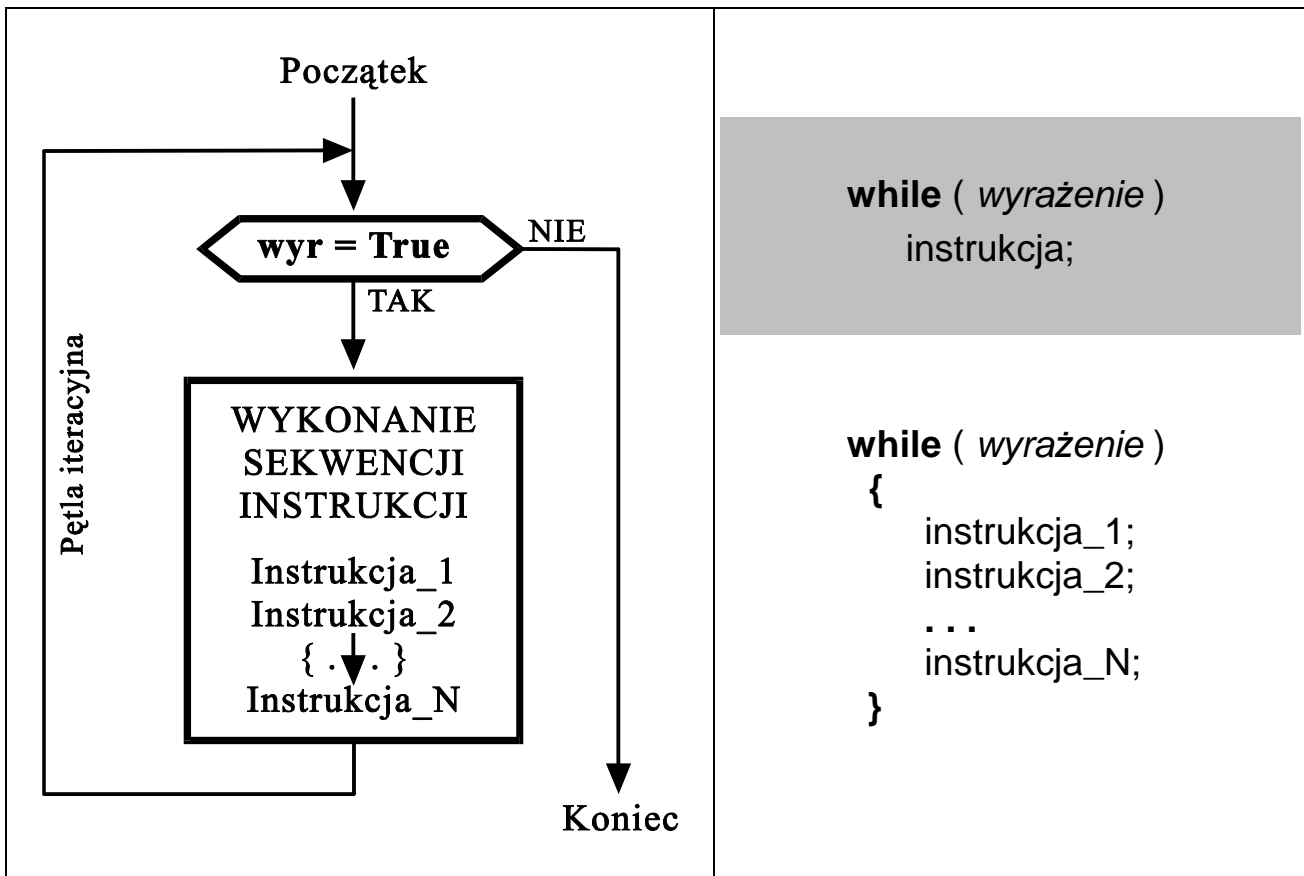 Początek
wyr = True
NIE
TAK
Pętla iteracyjna
WYKONANIE
SEKWENCJI
INSTRUKCJI
Instrukcja_1
Instrukcja_2
{ . . }
Instrukcja_N
Koniec
while ( wyrażenie )
instrukcja;
while ( wyrażenie )
{
instrukcja_1;
instrukcja_2;
. . .
instrukcja_N;
}